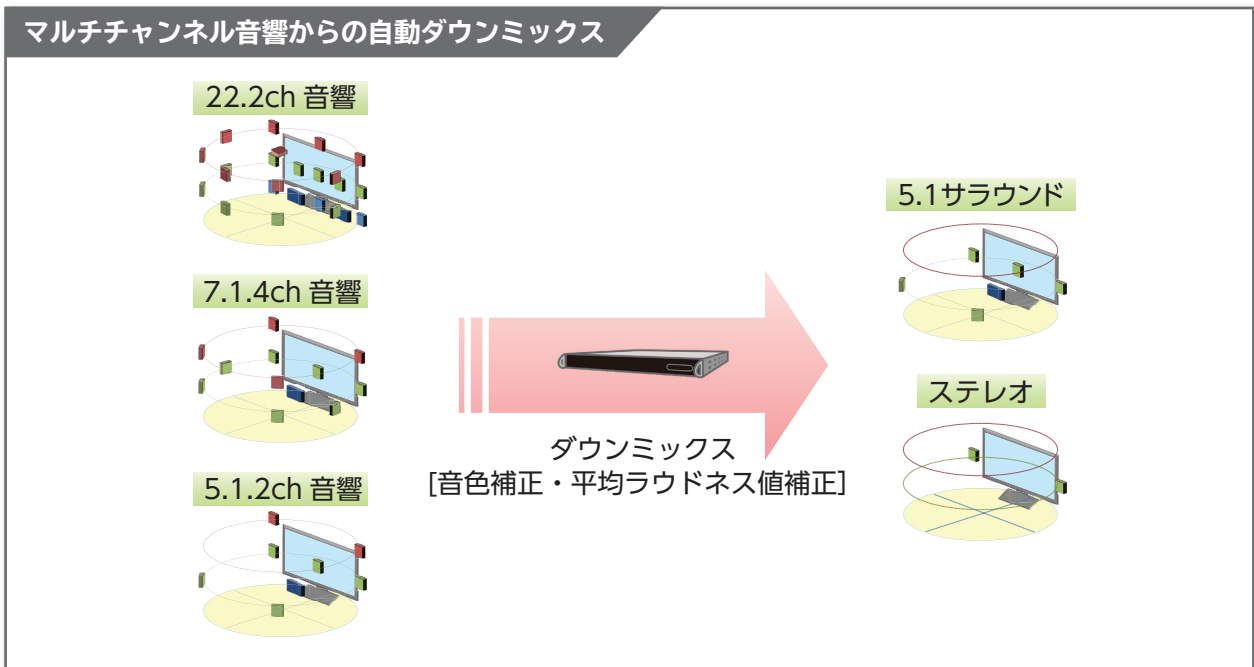 マルチチャンネル音響からの自動ダウンミックス
22.2ch 音響
7.1.4ch 音響
5.1.2ch 音響
ダウンミックス
[音色補正・平均ラウドネス値補正]
5.1サラウンド
ステレオ